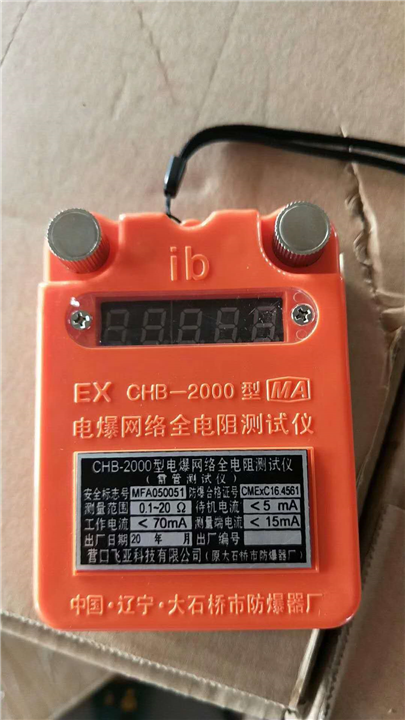 ib
EX CHB-2000型 MA
电爆网络全电阻测试仪
CHB-2000型电爆网络全电阻测试仪
(雷管测试仪)
安全标志号 MFA050051 防爆合格证号 CMExC16.4561
测量范围 0.1~20 Ω 待机电流 <5 mA
工作电流 <70mA 测量端电流 <15mA
出厂日期 20 年 月 出厂编号
营口飞亚科技有限公司(原大石桥市防爆器厂)
中国·辽宁·大石桥市防爆器厂